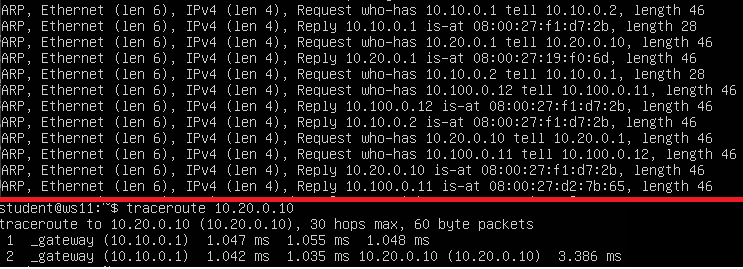 ARP, Ethernet (len 6), IPv4 (len 4), Request who-has 10.10.0.1 tell 10.10.0.2, length 46
ARP, Ethernet (len 6), IPv4 (len 4), Reply 10.10.0.1 is-at 08:00:27:f1:d7:2b, length 28
ARP, Ethernet (len 6), IPv4 (len 4), Request who-has 10.20.0.1 tell 10.20.0.10, length 46
ARP, Ethernet (len 6), IPv4 (len 4), Reply 10.20.0.1 is-at 08:00:27:19:f0:6d, length 46
ARP, Ethernet (len 6), IPv4 (len 4), Request who-has 10.10.0.2 tell 10.10.0.1, length 28
ARP, Ethernet (len 6), IPv4 (len 4), Request who-has 10.100.0.12 tell 10.100.0.11, length 46
ARP, Ethernet (len 6), IPv4 (len 4), Reply 10.100.0.12 is-at 08:00:27:f1:d7:2b, length 46
ARP, Ethernet (len 6), IPv4 (len 4), Reply 10.10.0.2 is-at 08:00:27:f1:d7:2b, length 46
ARP, Ethernet (len 6), IPv4 (len 4), Request who-has 10.20.0.10 tell 10.20.0.1, length 46
ARP, Ethernet (len 6), IPv4 (len 4), Request who-has 10.100.0.11 tell 10.100.0.12, length 46
ARP, Ethernet (len 6), IPv4 (len 4), Reply 10.20.0.10 is-at 08:00:27:f1:d7:2b, length 46
ARP, Ethernet (len 6), IPv4 (len 4), Reply 10.100.0.11 is-at 08:00:27:d2:7b:65, length 46
student@ws11:~$ traceroute 10.20.0.10
traceroute to 10.20.0.10 (10.20.0.10), 30 hops max, 60 byte packets
1 _gateway (10.10.0.1) 1.047 ms 1.055 ms 1.048 ms
2 _gateway (10.10.0.1) 1.042 ms 1.035 ms 10.20.0.10 (10.20.0.10) 3.386 ms